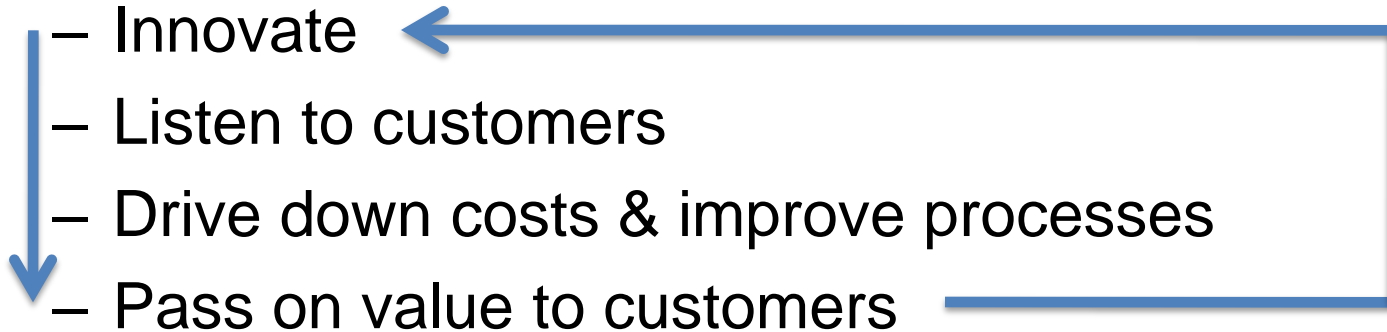 – Innovate
– Listen to customers
– Drive down costs & improve processes
– Pass on value to customers